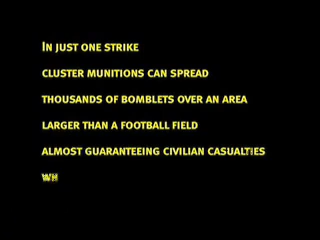 In just one strike
cluster munitions can spread
thousands of bomblets over an area
larger than a football field
almost guaranteeing civilian casualties